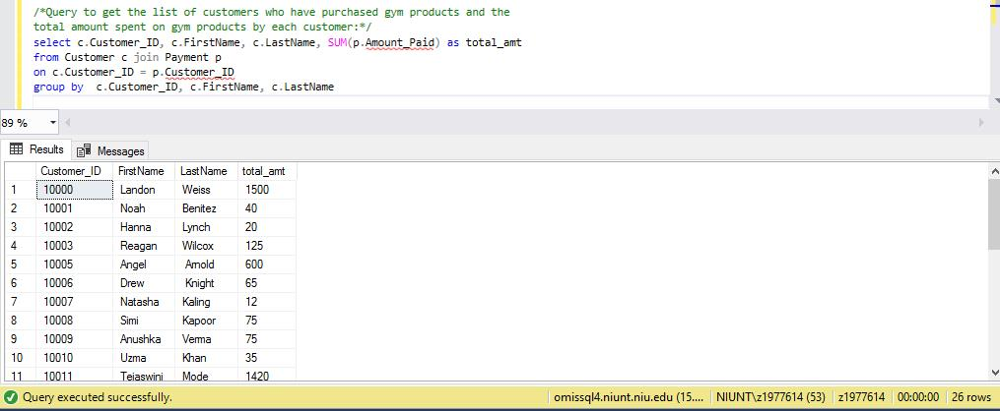 /*Query to get the list of customers who have purchased gym products and the
total amount spent on gym products by each customer:*/
select c.Customer_ID, c.FirstName, c.LastName, SUM(p.Amount_Paid) as total_amt
from Customer c join Payment p
on c.Customer_ID = p.Customer_ID
group by c.Customer_ID, c.FirstName, c.LastName
89 %
Results Messages
Customer_ID FirstName LastName total_amt
1 10000 Landon Weiss 1500
2 10001 Noah Benitez 40
3 10002 Hanna Lynch 20
4 10003 Reagan Wilcox 125
5 10005 Angel Arnold 600
6 10006 Drew Knight 65
7 10007 Natasha Kaling 12
8 10008 Simi Kapoor 75
9 10009 Anushka Verma 75
10 10010 Uzma Khan 35
11 10011 Tejaswini Mode 1420
Query executed successfully. omissql4.niunt.niu.edu (15.... NIUNT\z1977614 (53) z1977614 00:00:00 26 rows